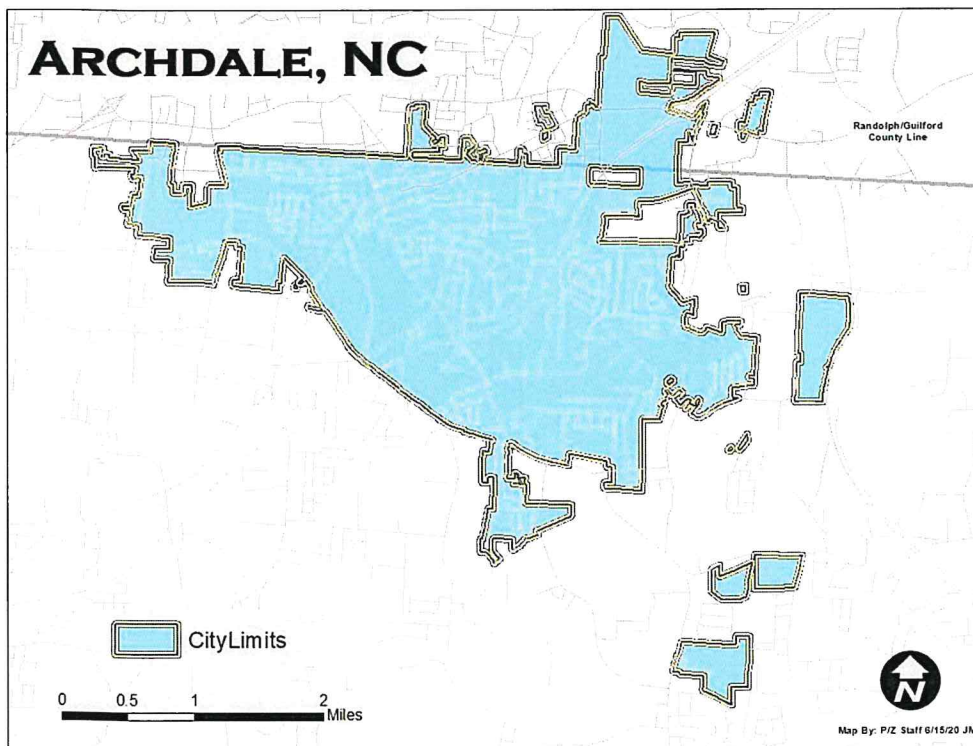 ARCHDALE, NC
Randolph/Guilford
County Line
CityLimits
0 0.5 1 2
Miles
N
Map By: P/Z Staff 6/15/20 JM